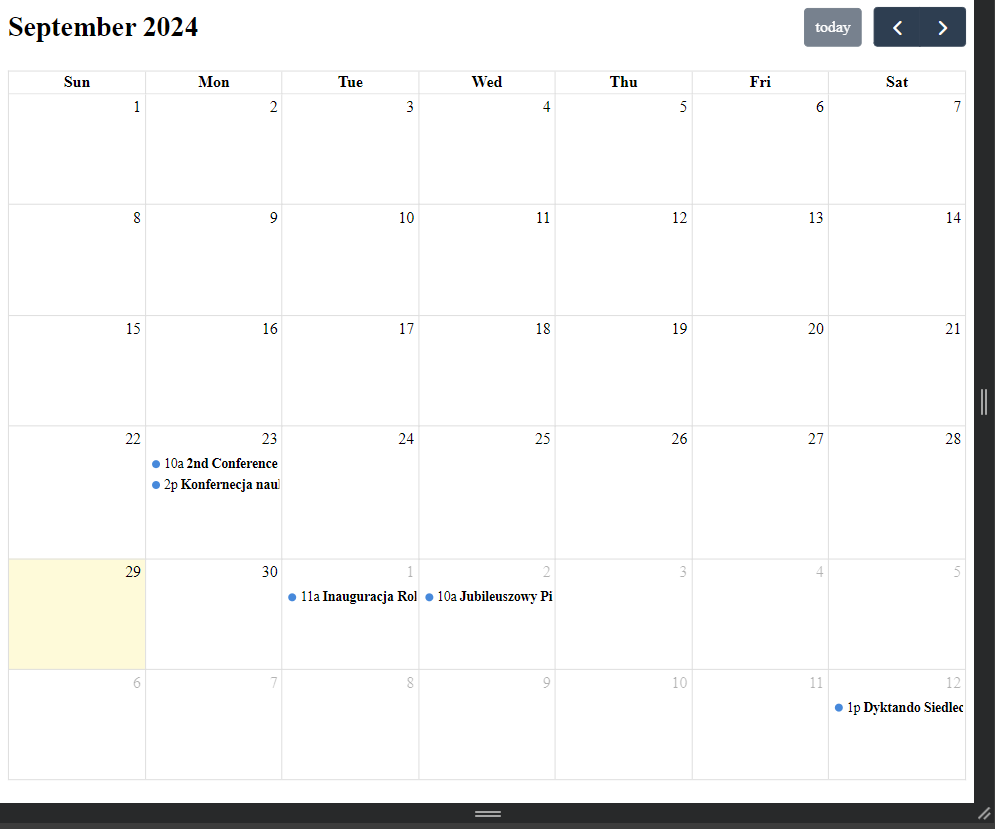 September 2024
today
Sun Mon Tue Wed Thu Fri Sat
1 2 3 4 5 6 7
8 9 10 11 12 13 14
15 16 17 18 19 20 21
22 23 24 25 26 27 28
10a 2nd Conference
2p Konfernecja nau
29 30 1 2 3 4 5
11a Inauguracja Rol 10a Jubileuszowy Pi
6 7 8 9 10 11 12
1p Dyktando Siedlec